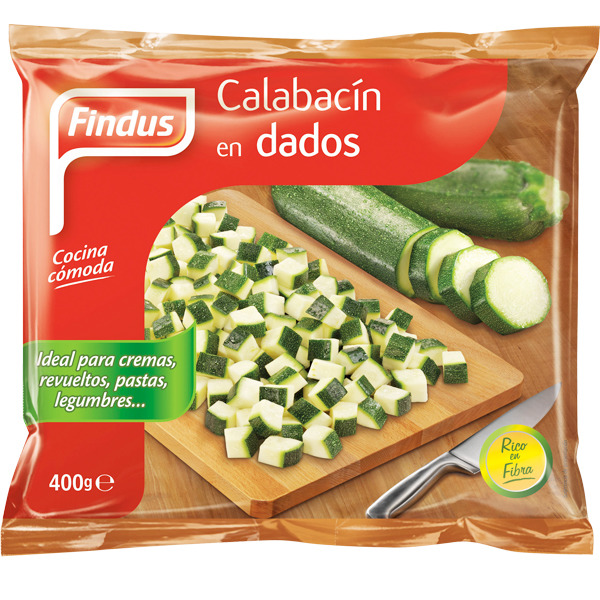 Findus
Calabacín
en dados
Cocina
cómoda
Ideal para cremas,
revueltos, pastas,
legumbres...
400g e
Rico
en
Fibra